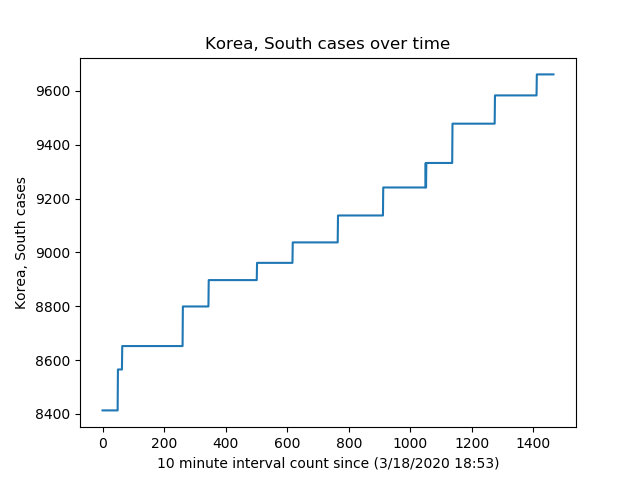 Korea, South cases over time
Korea, South cases
9600
9400
9200
9000
8800
8600
8400
0 200 400 600 800 1000 1200 1400
10 minute interval count since (3/18/2020 18:53)